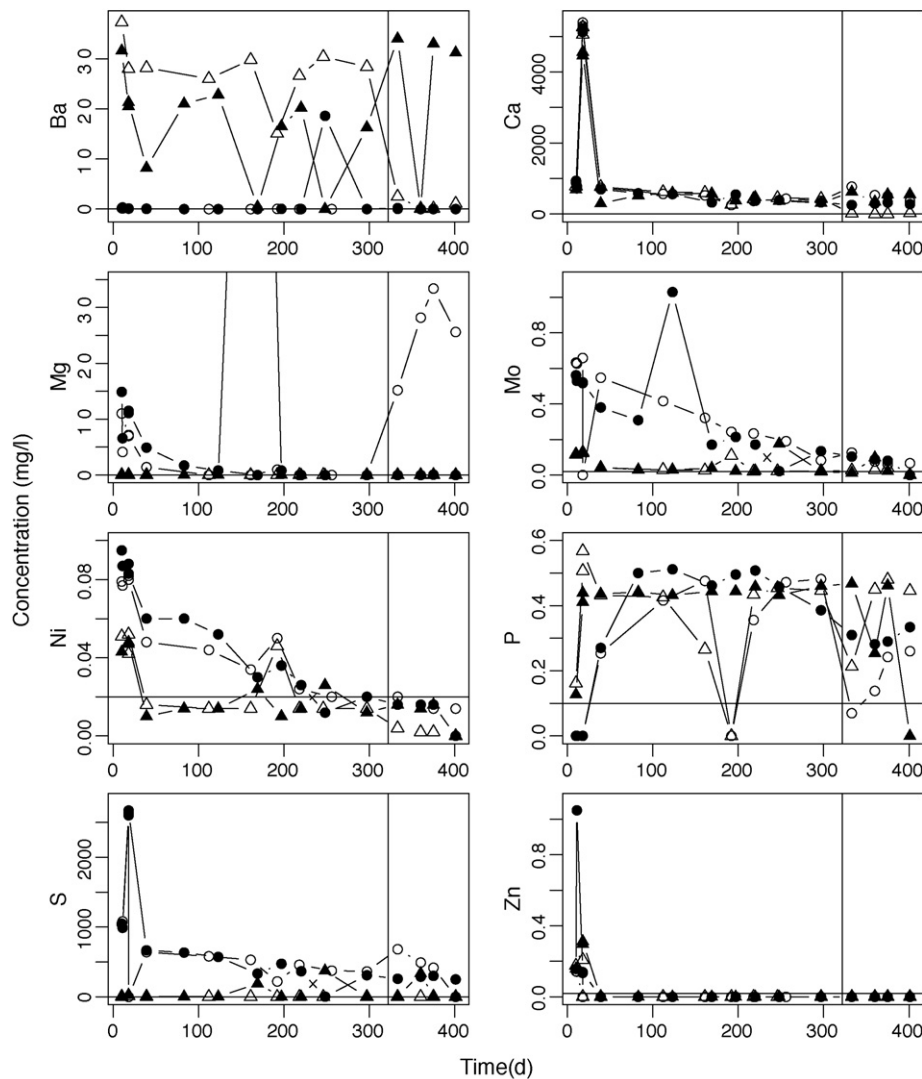 Concentration (mg/l)
Ba
0 1 0 2 0 3 0
0 100 200 300 400
Ca
0 2000 4000
0 100 200 300 400
Mg
0 1 0 2 0 3 0
0 100 200 300 400
Mo
0.0 0.4 0.8
0 100 200 300 400
Ni
0.00 0.04 0.08
0 100 200 300 400
P
0.0 0.2 0.4 0.6
0 100 200 300 400
S
0 1000 2000
0 100 200 300 400
Zn
0.0 0.4 0.8
0 100 200 300 400
Time(d)